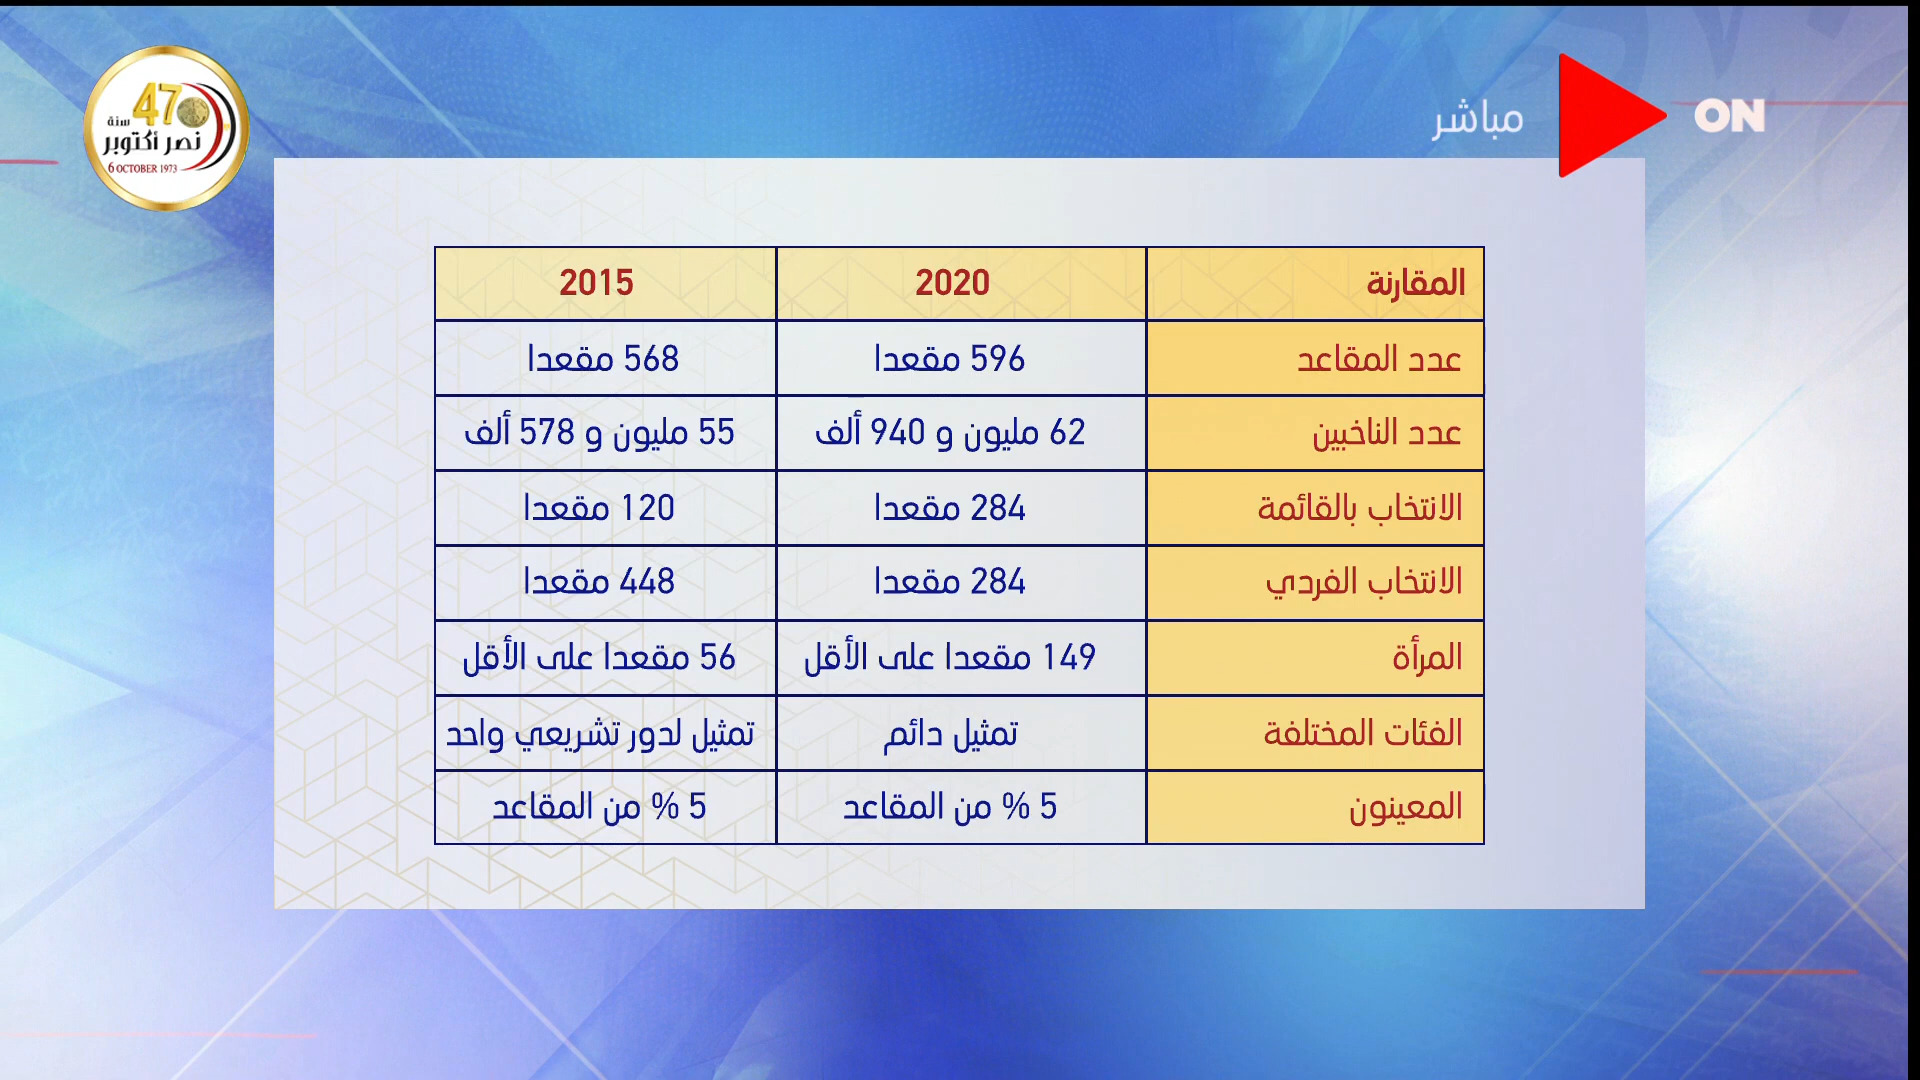 47 سنة
نصر أكتوبر
6 OCTOBER 1973
مباشر ON
المقارنة 2020 2015
عدد المقاعد 596 مقعدا 568 مقعدا
عدد الناخبين 62 مليون و 940 ألف 55 مليون و 578 ألف
الانتخاب بالقائمة 284 مقعدا 120 مقعدا
الانتخاب الفردي 284 مقعدا 448 مقعدا
المرأة 149 مقعدا على الأقل 56 مقعدا على الأقل
الفئات المختلفة تمثيل دائم تمثيل لدور تشريعي واحد
المعينون 5 % من المقاعد 5 % من المقاعد